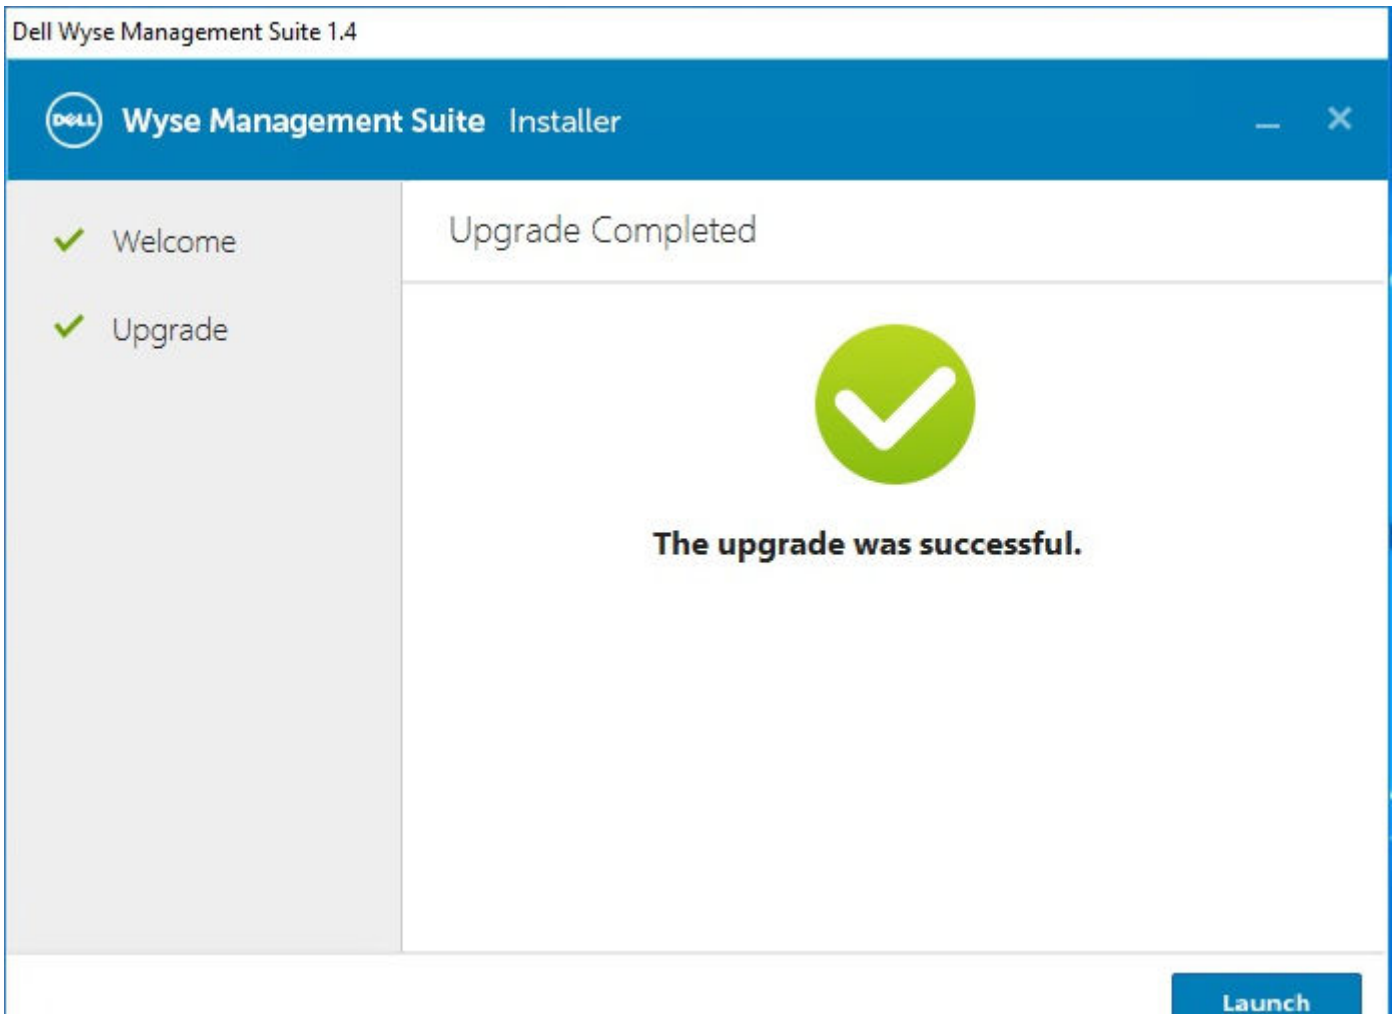 Dell Wyse Management Suite 1.4
DELL Wyse Management Suite Installer
Welcome
Upgrade Completed
Upgrade
The upgrade was successful.
Launch